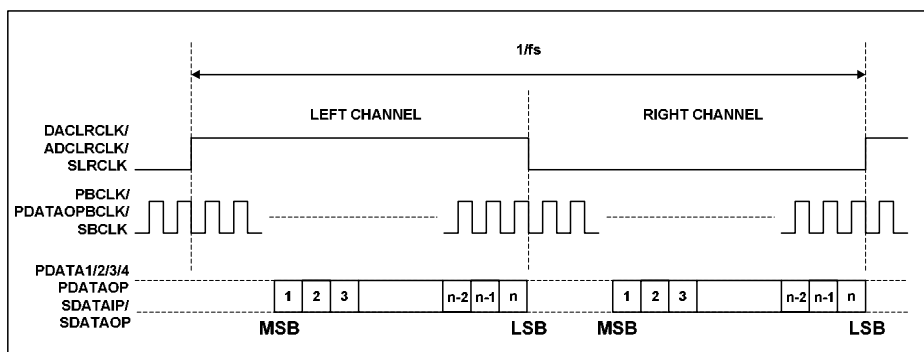 1/fs
LEFT CHANNEL
RIGHT CHANNEL
DACLRCLK/
ADCLRCLK/
SLRCLK
PBCLK/
PDATAOPBCLK/
SBCLK
PDATA1/2/3/4
PDATAOP
SDATAIP/
SDATAOP
1 2 3 n-2 n-1 n 1 2 3 n-2 n-1 n
MSB LSB MSB LSB